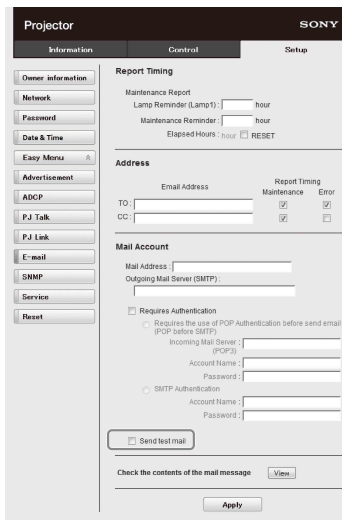 Projector
SONY
Information
Control
Setup
Owner information
Network
Password
Date & Time
Easy Menu
Advertisement
ADCP
PJ Talk
PJ Link
E-mail
SNMP
Service
Reset
Report Timing
Maintenance Report
Lamp Reminder (Lamp1) : hour
Maintenance Reminder : hour
Elapsed Hours : hour RESET
Address
Report Timing
Email Address Maintenance Error
TO :
CC :
Mail Account
Mail Address :
Outgoing Mail Server (SMTP) :
Requires Authentication
Requires the use of POP Authentication before send email
(POP before SMTP)
Incoming Mail Server :
(POP3)
Account Name :
Password :
SMTP Authentication
Account Name :
Password :
Send test mail
Check the contents of the mail message View
Apply